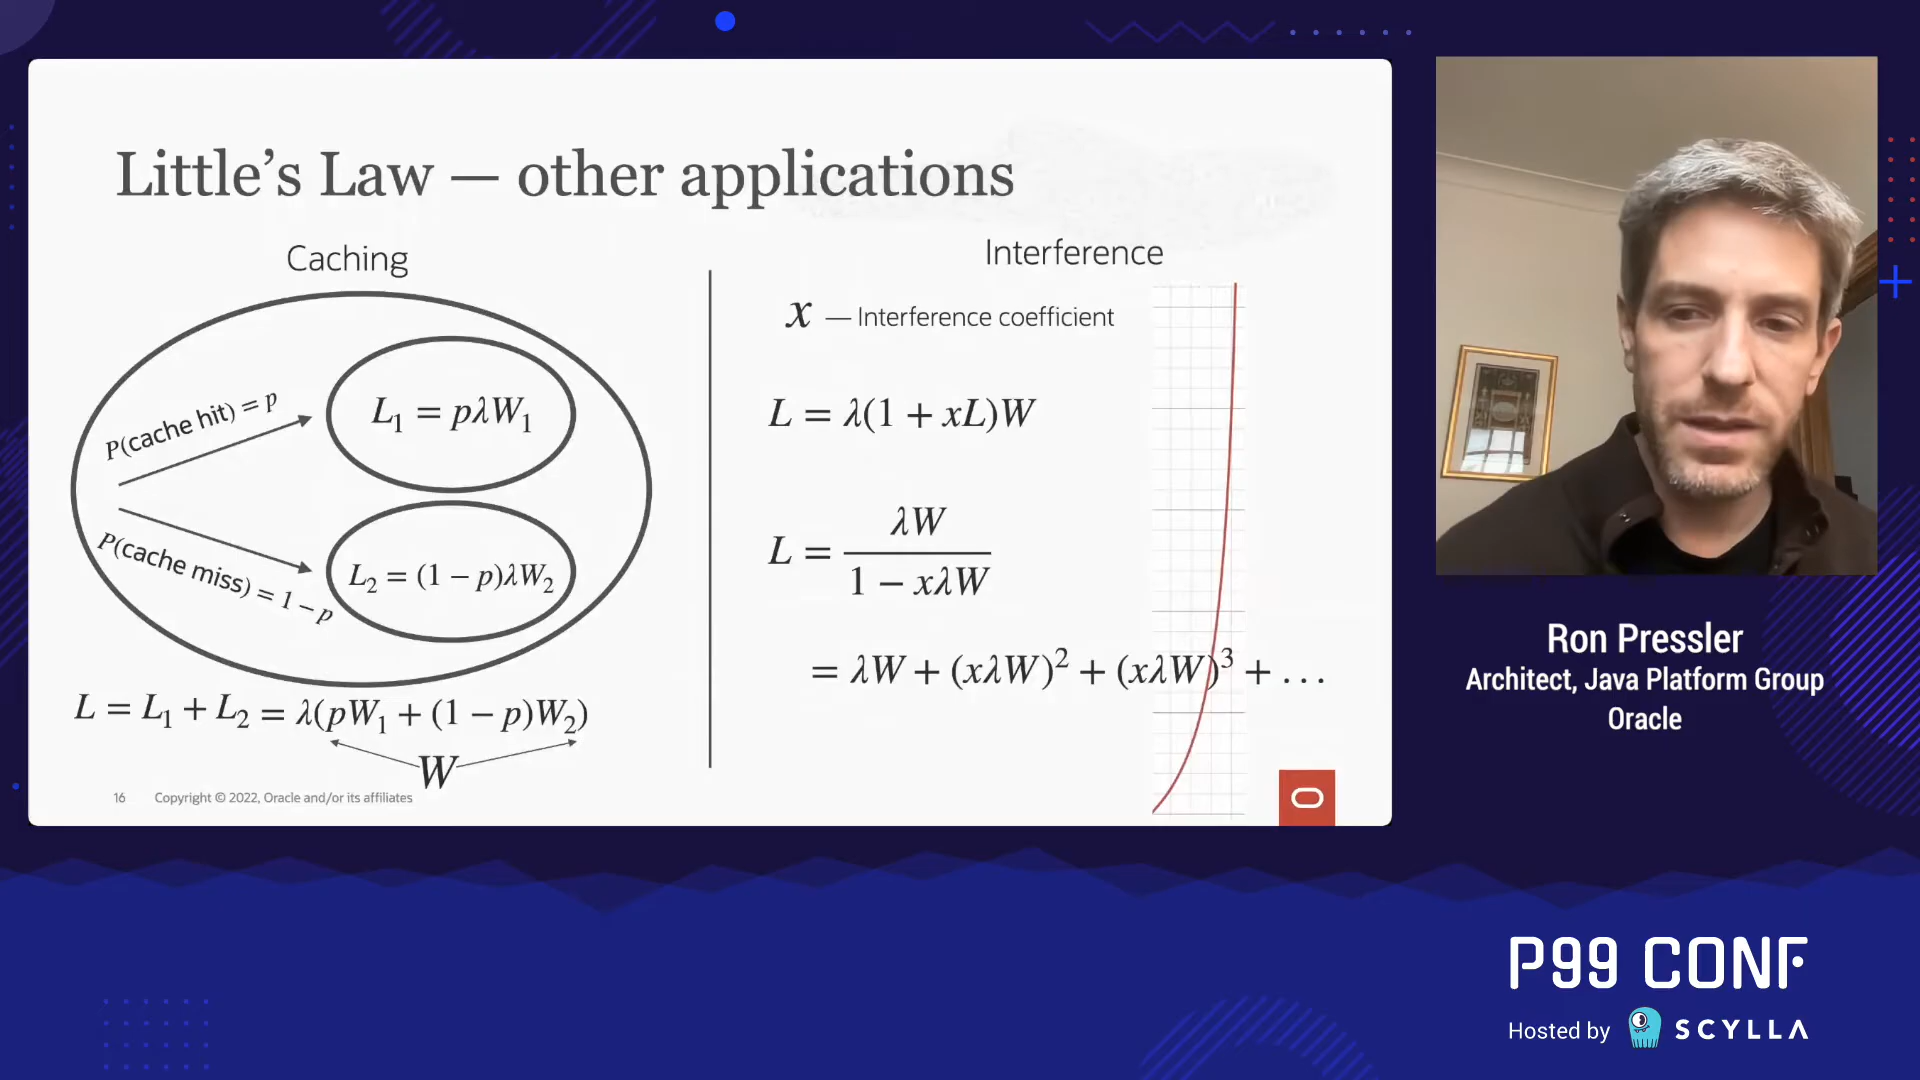 Little's Law — other applications
Caching
P(cache hit) = p
L₁ = pλW₁
P(cache miss) = 1 – p
L₂ = (1 − p)λW₂
L = L₁ + L₂ = λ(pW₁ + (1 − p)W₂)
W
Interference
x — Interference coefficient
L = λ(1 + xL)W
L = λW / 1 − xλW
= λW + (xλW)² + (xλW)³ + . . .
16 Copyright © 2022, Oracle and/or its affiliates
Ron Pressler
Architect, Java Platform Group
Oracle
P99 CONF
Hosted by SCYLLA